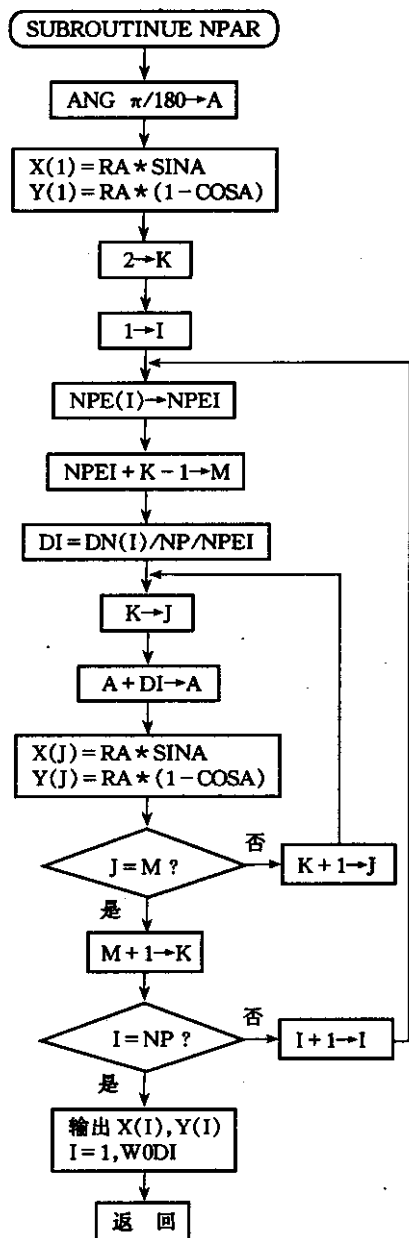 SUBROUTINUE NPAR
ANG π/180→A
X(1)=RA*SINA
Y(1)=RA*(1-COSA)
2→K
1→I
NPE(I)→NPEI
NPEI+K-1→M
DI=DN(I)/NP/NPEI
K→J
A+DI→A
X(J)=RA*SINA
Y(J)=RA*(1-COSA)
J=M?
否
K+1→J
是
M+1→K
I=NP?
否
I+1→I
是
输出 X(I),Y(I)
I=1,W0DI
返 回